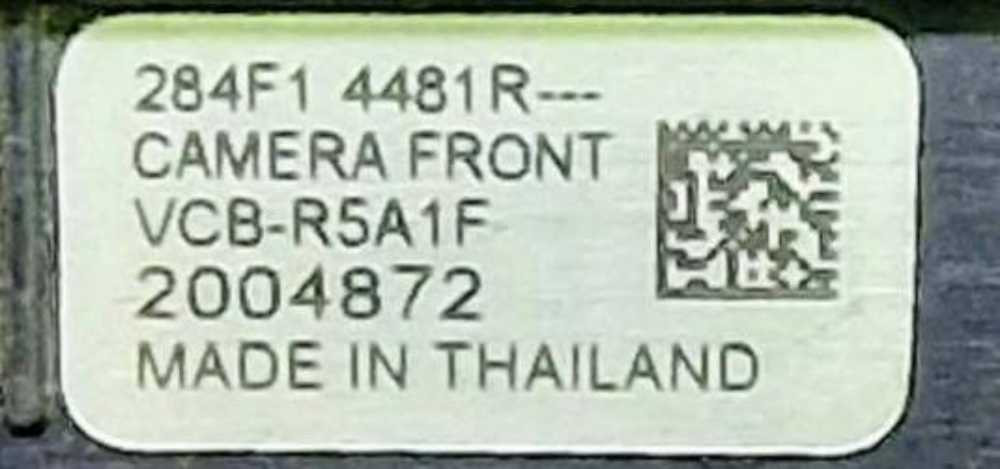 284F1 4481R---
CAMERA FRONT
VCB-R5A1F
2004872
MADE IN THAILAND